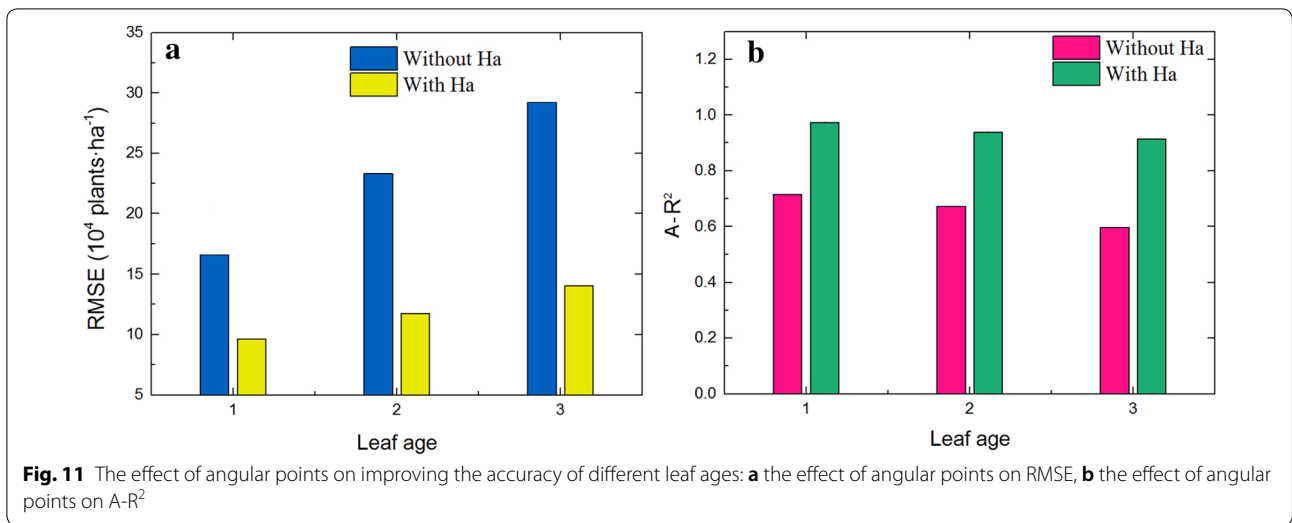 a
Without Ha
With Ha
35
30
25
20
15
10
5
RMSE (10⁴ plants·ha⁻¹)
1 2 3
Leaf age
b
Without Ha
With Ha
1.2
1.0
0.8
0.6
0.4
0.2
0.0
A-R²
1 2 3
Leaf age
Fig. 11 The effect of angular points on improving the accuracy of different leaf ages: a the effect of angular points on RMSE, b the effect of angular
points on A-R²